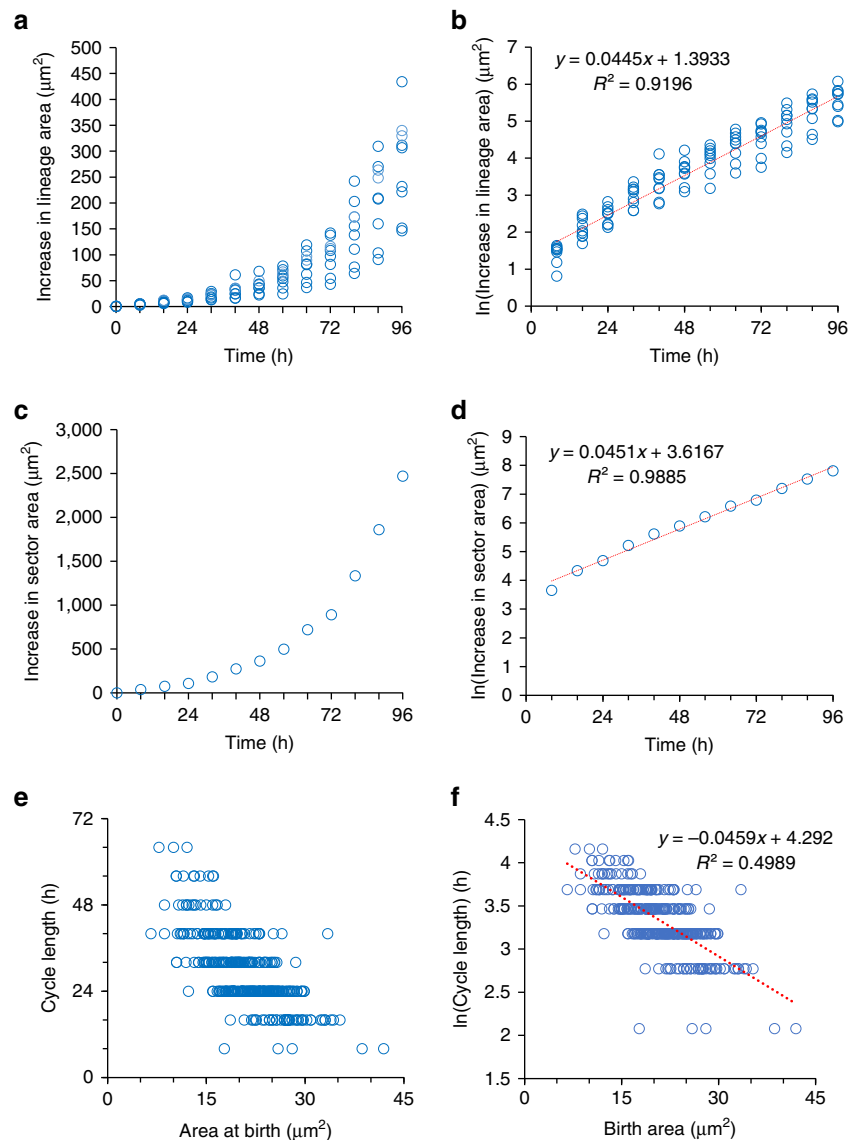 a
Increase in lineage area (μm²)
500
450
400
350
300
250
200
150
100
50
0
0 24 48 72 96
Time (h)
b
ln(Increase in lineage area) (μm²)
y = 0.0445x + 1.3933
R² = 0.9196
7
6
5
4
3
2
1
0
0 24 48 72 96
Time (h)
c
Increase in sector area (μm²)
3,000
2,500
2,000
1,500
1,000
500
0
0 24 48 72 96
Time (h)
d
ln(Increase in sector area) (μm²)
y = 0.0451x + 3.6167
R² = 0.9885
9
8
7
6
5
4
3
2
1
0
0 24 48 72 96
Time (h)
e
Cycle length (h)
72
48
24
0
0 15 30 45
Area at birth (μm²)
f
ln(Cycle length) (h)
y = –0.0459x + 4.292
R² = 0.4989
4.5
4
3.5
3
2.5
2
1.5
0 15 30 45
Birth area (μm²)